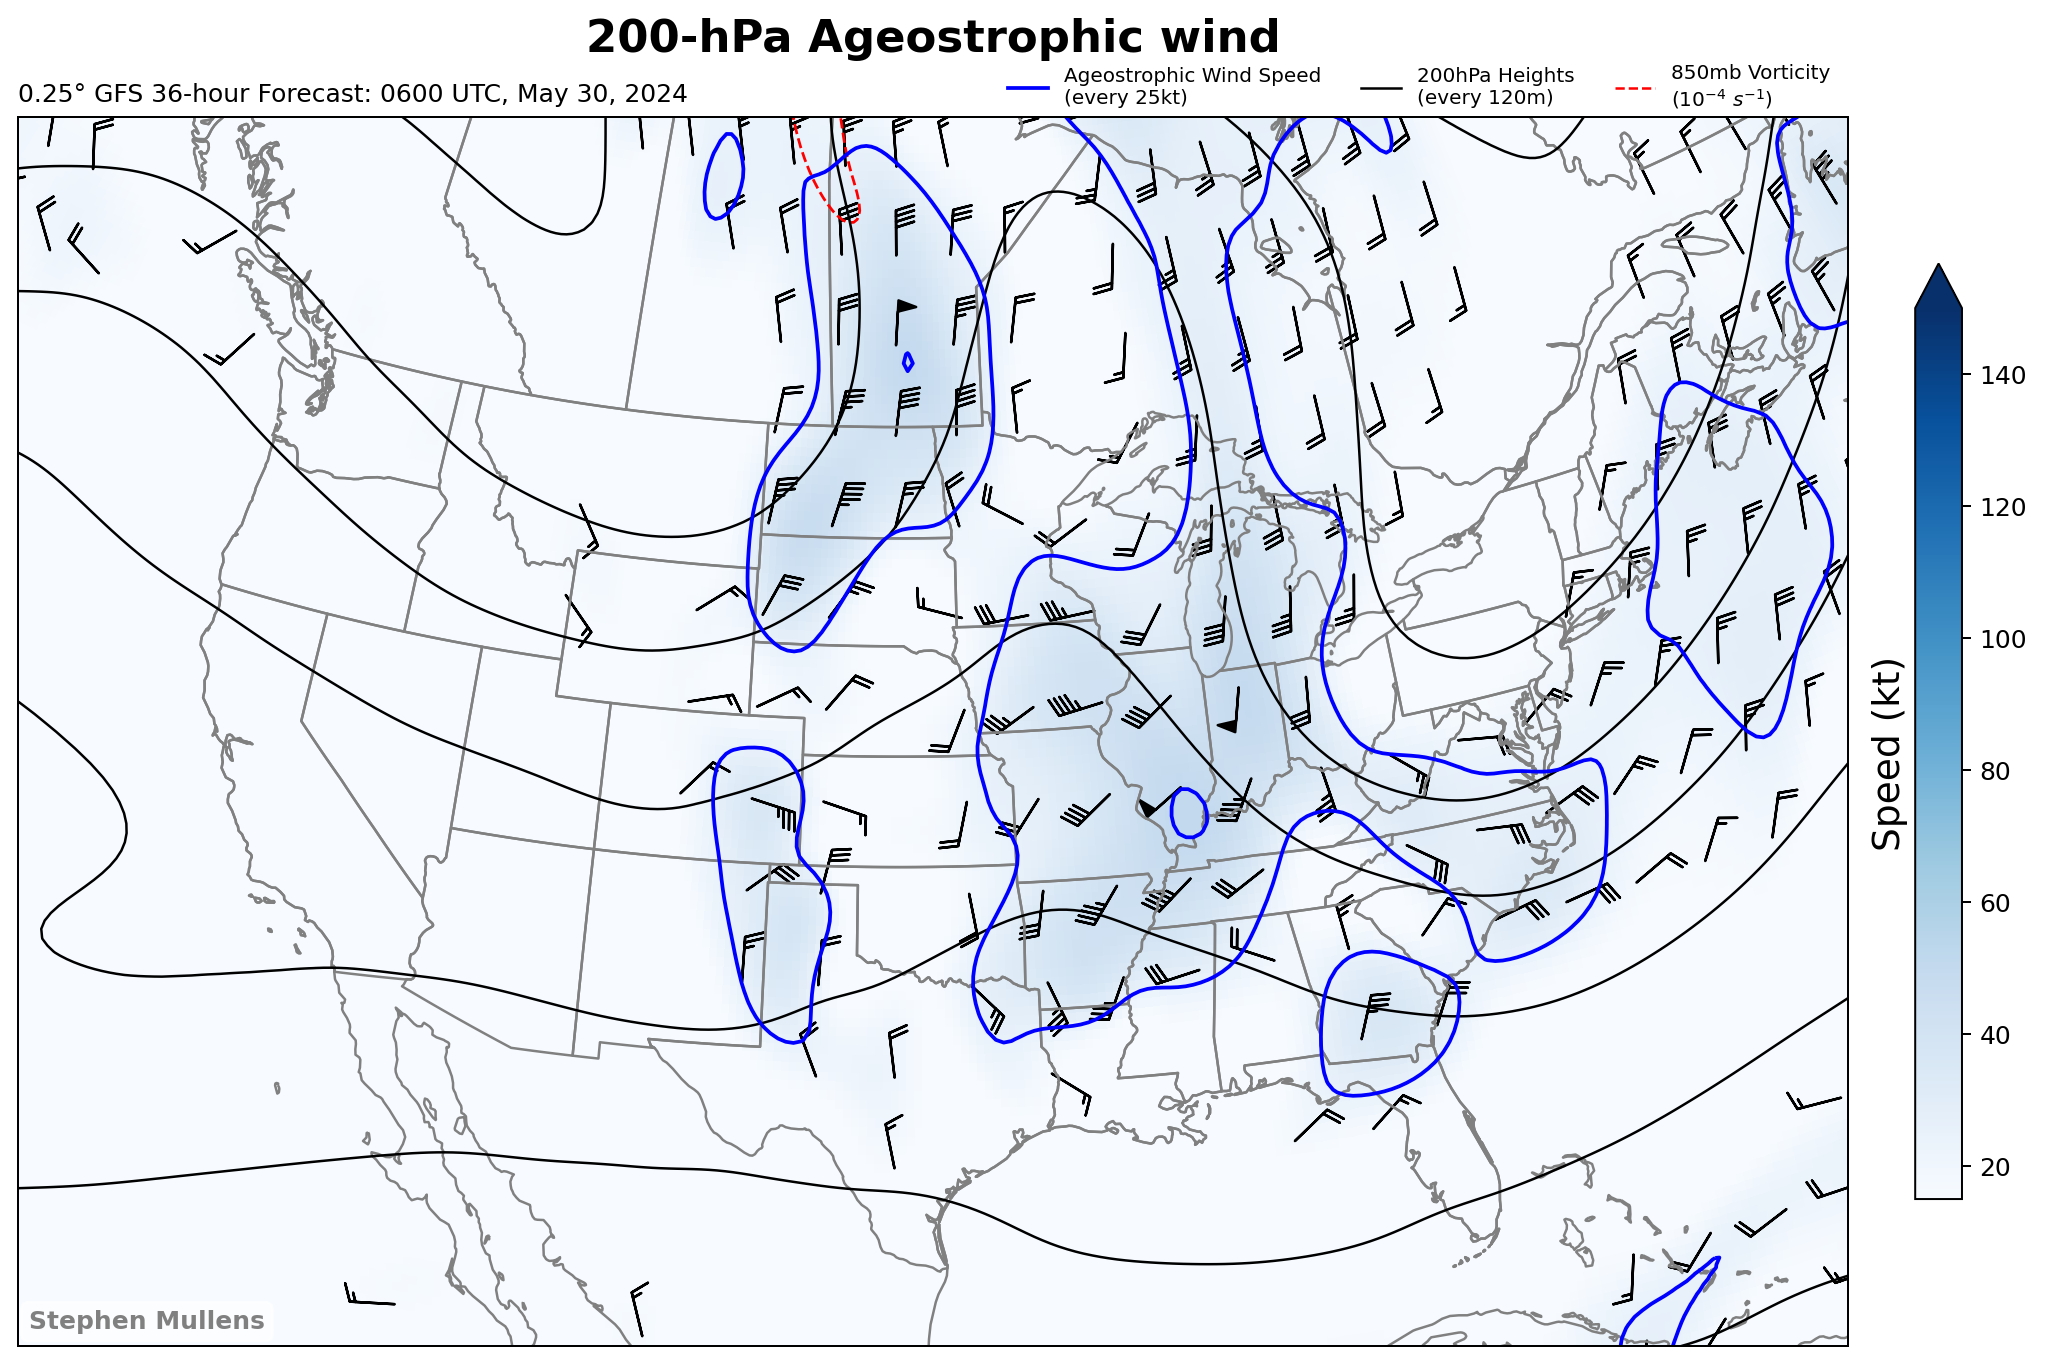 200-hPa Ageostrophic wind
0.25° GFS 36-hour Forecast: 0600 UTC, May 30, 2024
Ageostrophic Wind Speed
(every 25kt)
200hPa Heights
(every 120m)
850mb Vorticity
(10⁻⁴ s⁻¹)
140
120
100
80
60
40
20
Speed (kt)
Stephen Mullens